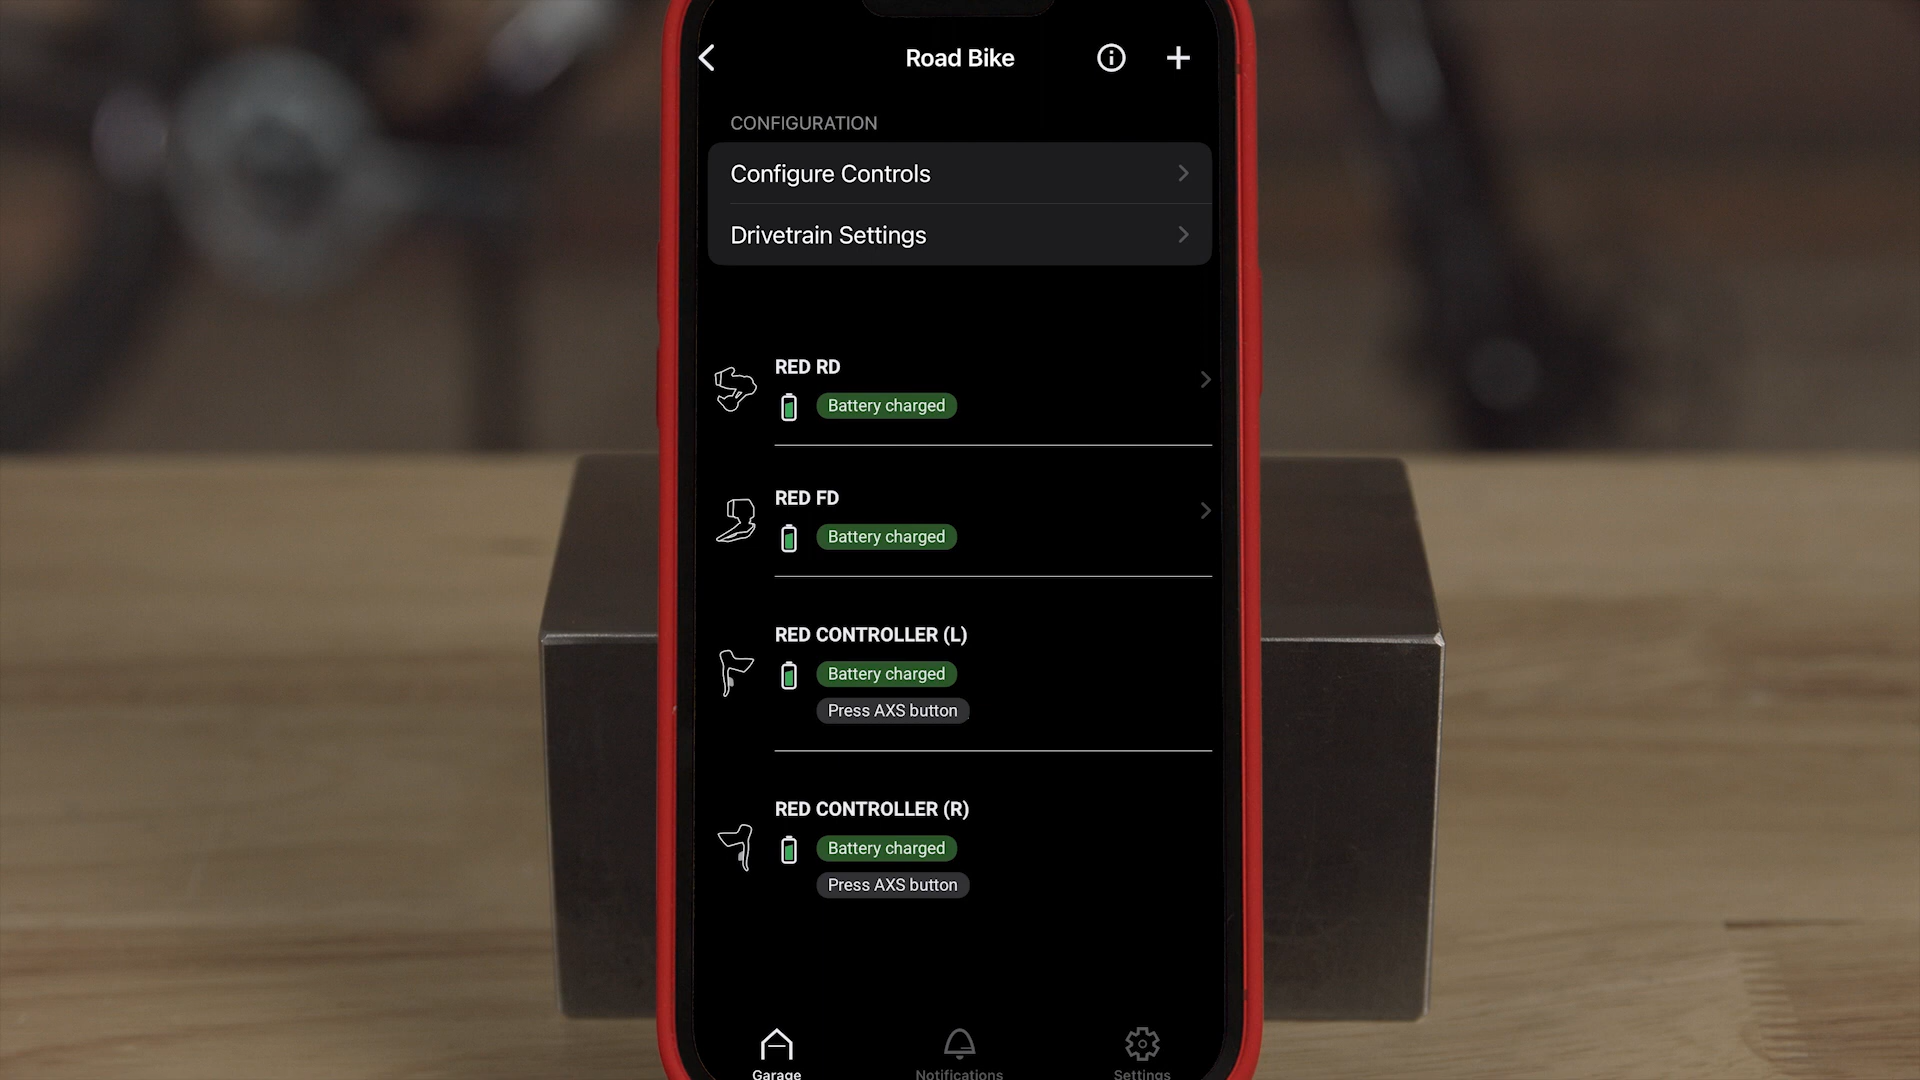 Road Bike
CONFIGURATION
Configure Controls
Drivetrain Settings
RED RD
Battery charged
RED FD
Battery charged
RED CONTROLLER (L)
Battery charged
Press AXS button
RED CONTROLLER (R)
Battery charged
Press AXS button
Garage
Notifications
Settings